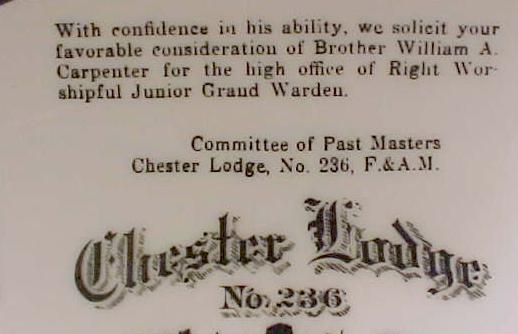 With confidence in his ability, we solicit your
favorable consideration of Brother William A.
Carpenter for the high office of Right Wor-
shipful Junior Grand Warden.
Committee of Past Masters
Chester Lodge, No. 236, F.&A.M.
Chester Lodge
No. 236